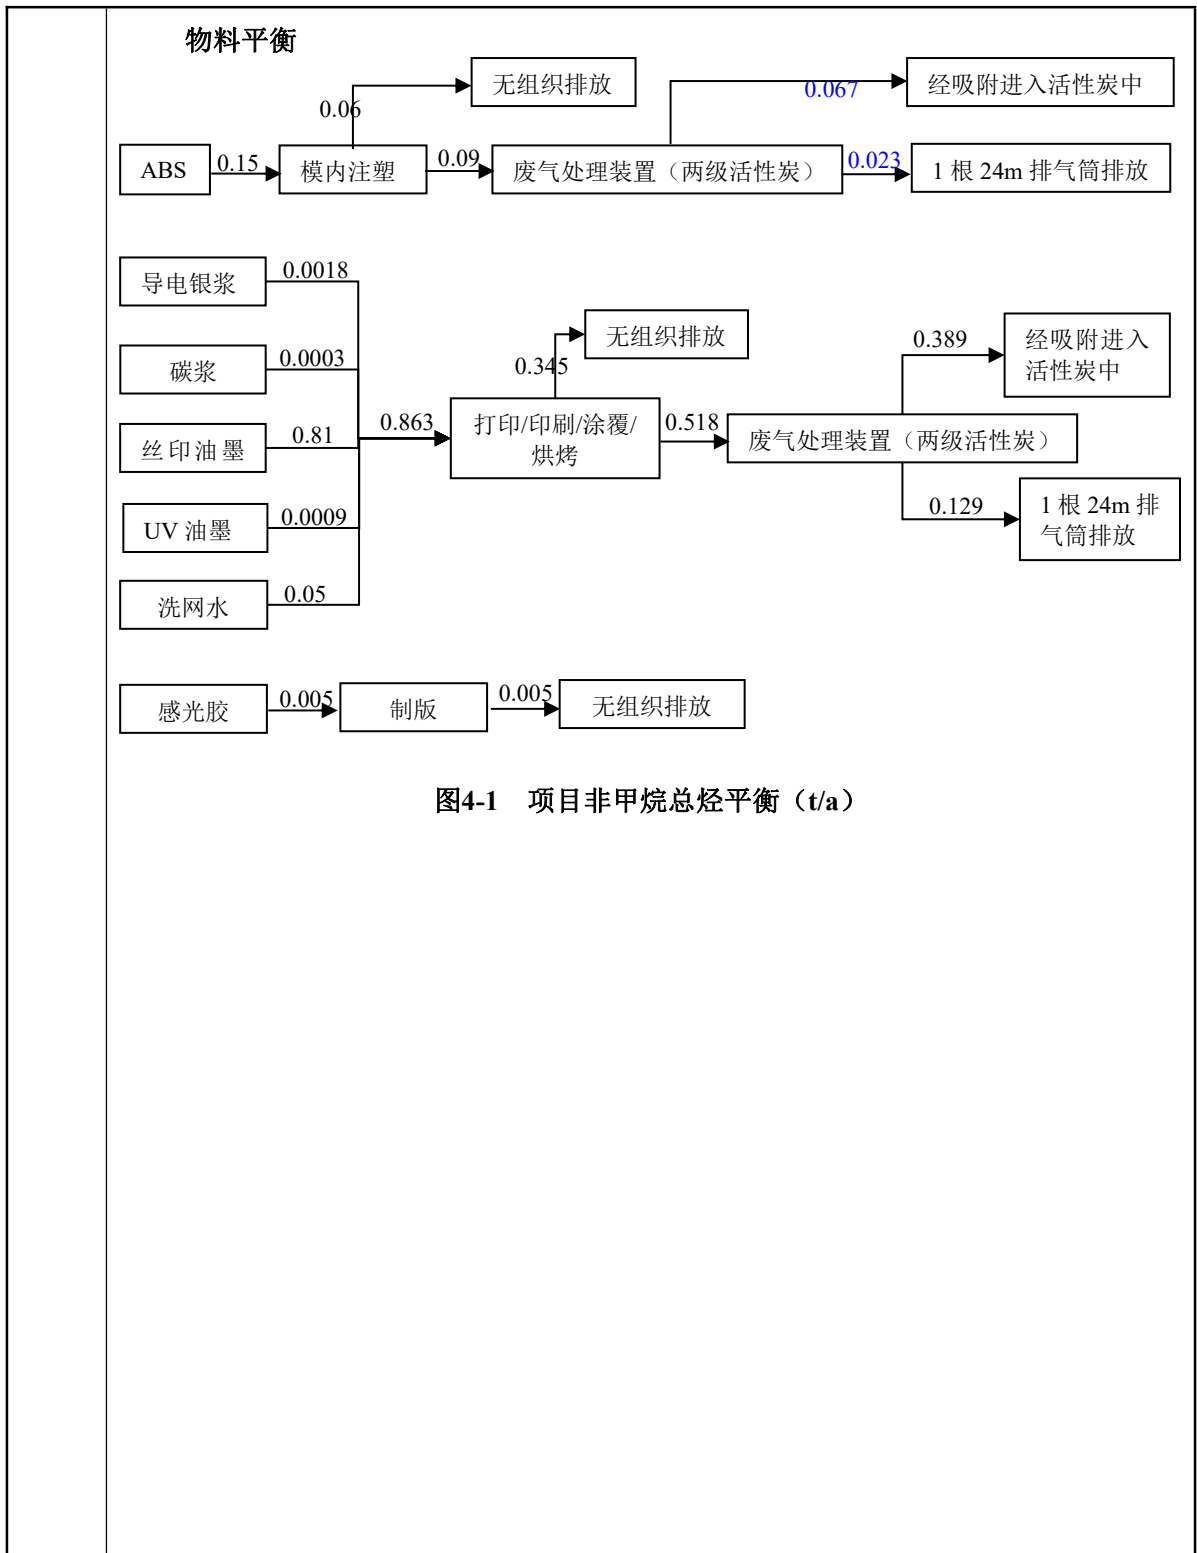 物料平衡
无组织排放
经吸附进入活性炭中
0.06
0.067
ABS
0.15
模内注塑
0.09
废气处理装置（两级活性炭）
0.023
1 根 24m 排气筒排放
导电银浆
0.0018
碳浆
0.0003
丝印油墨
0.81
UV 油墨
0.0009
洗网水
0.05
0.863
打印/印刷/涂覆/
烘烤
0.345
无组织排放
0.518
废气处理装置（两级活性炭）
0.389
经吸附进入
活性炭中
0.129
1 根 24m 排
气筒排放
感光胶
0.005
制版
0.005
无组织排放
图4-1 项目非甲烷总烃平衡（t/a）